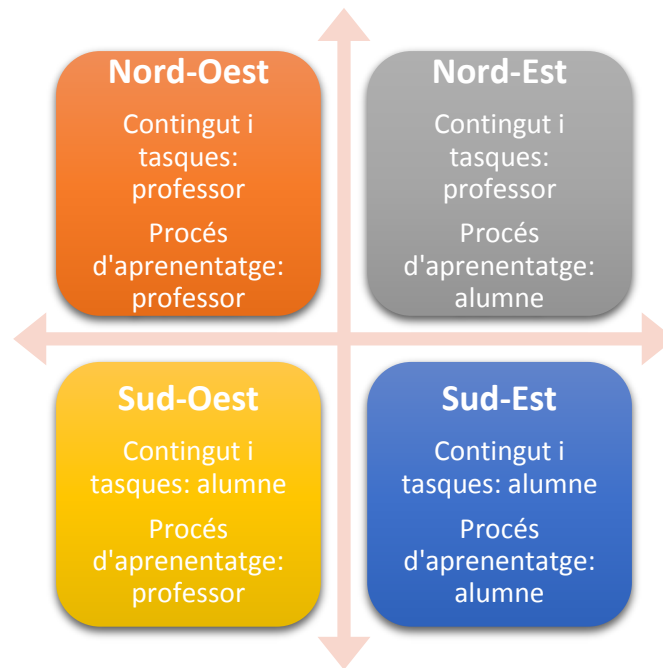 Nord-Oest
Contingut i
tasques:
professor
Procés
d'aprenentatge:
professor
Nord-Est
Contingut i
tasques:
professor
Procés
d'aprenentatge:
alumne
Sud-Oest
Contingut i
tasques: alumne
Procés
d'aprenentatge:
professor
Sud-Est
Contingut i
tasques: alumne
Procés
d'aprenentatge:
alumne